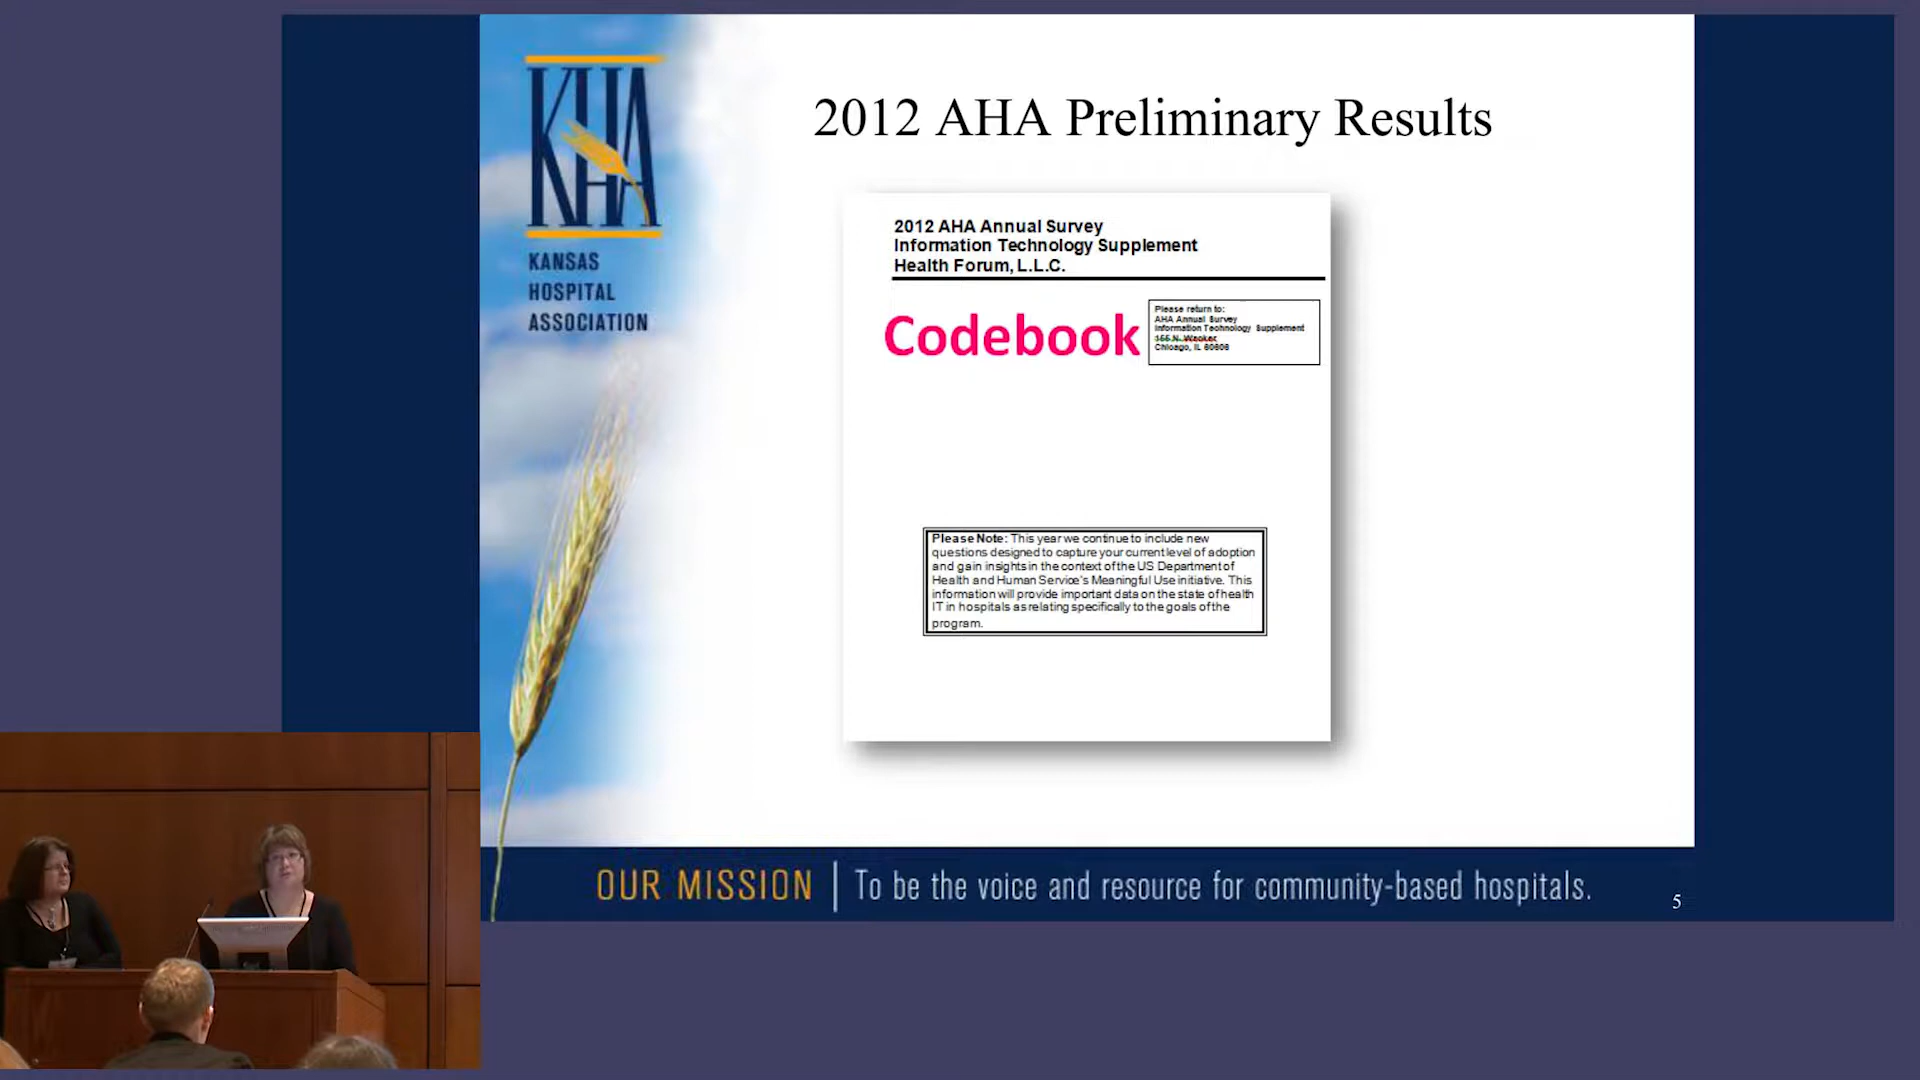 KHA
KANSAS
HOSPITAL
ASSOCIATION
2012 AHA Preliminary Results
2012 AHA Annual Survey
Information Technology Supplement
Health Forum, L.L.C.
Codebook
Please return to:
AHA Annual Survey
Information Technology Supplement
155 N. Wacker
Chicago, IL 60606
Please Note: This year we continue to include new
questions designed to capture your current level of adoption
and gain insights in the context of the US Department of
Health and Human Service's Meaningful Use initiative. This
information will provide important data on the state of health
IT in hospitals as relating specifically to the goals of the
program.
OUR MISSION | To be the voice and resource for community-based hospitals.
5